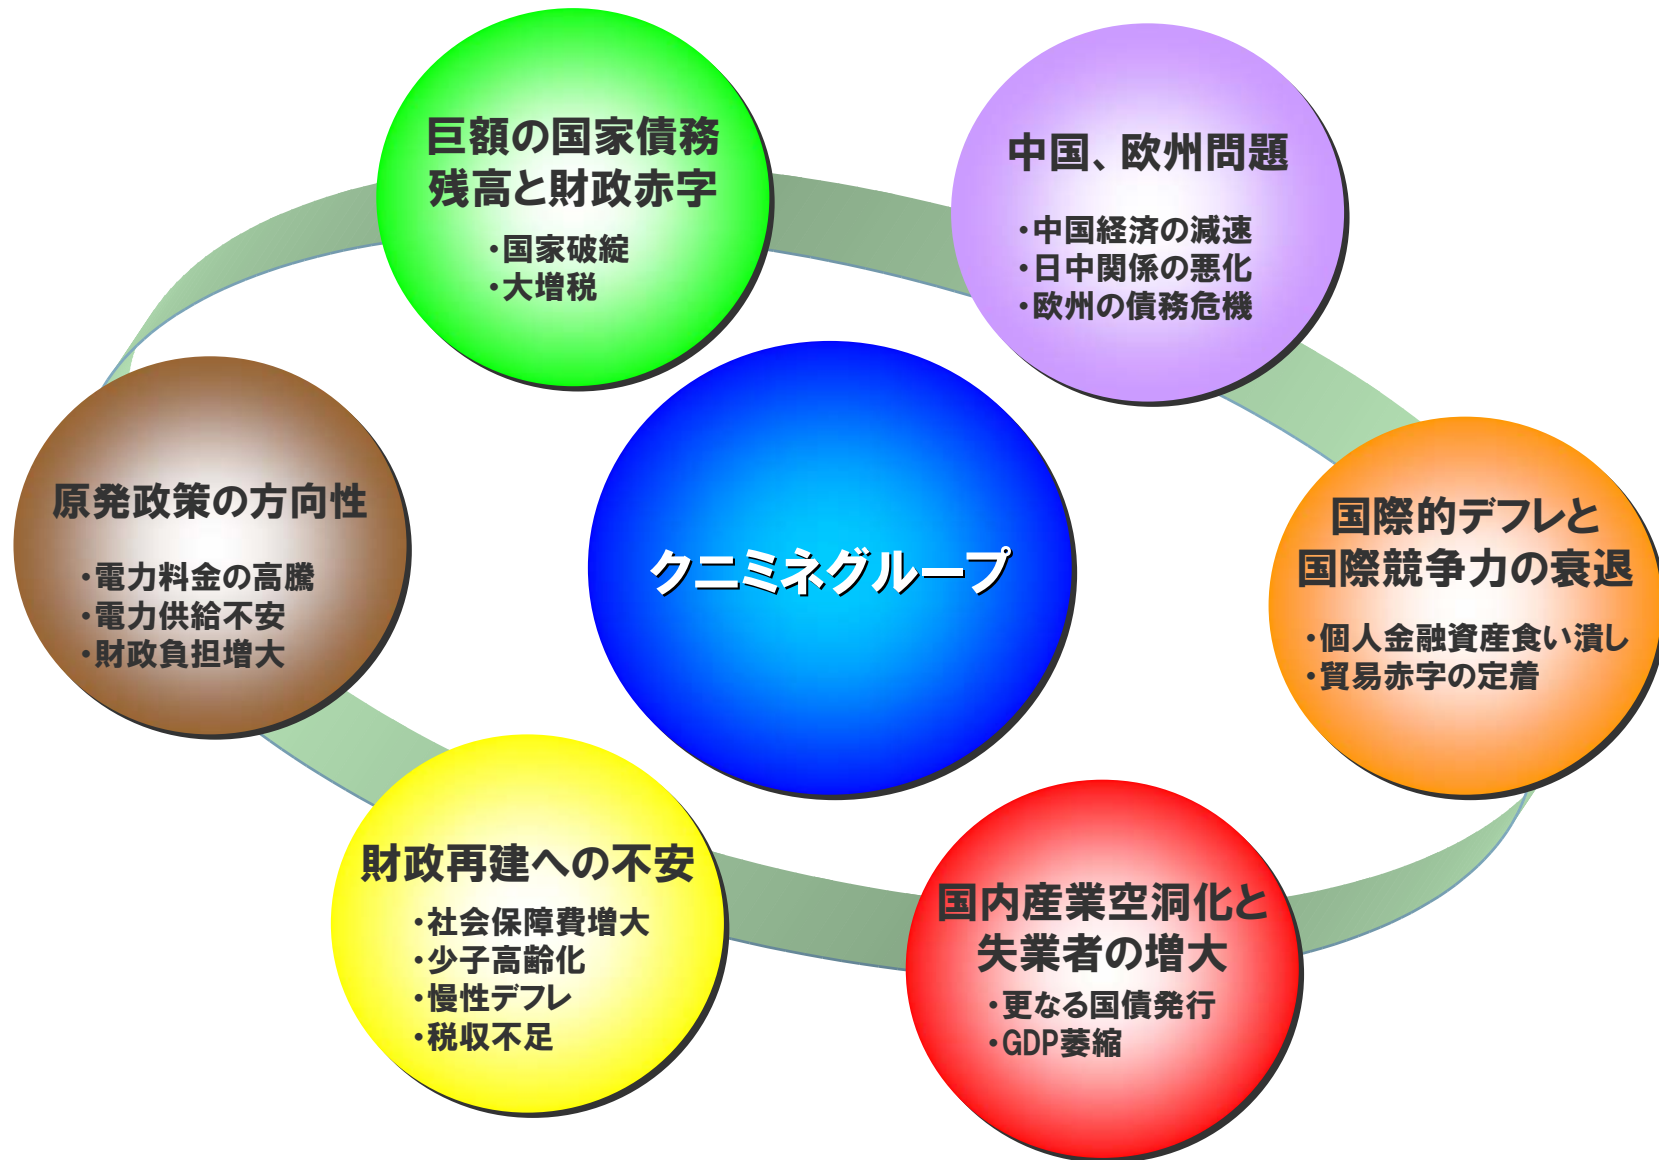 巨額の国家債務
残高と財政赤字
・国家破綻
・大増税
中国、欧州問題
・中国経済の減速
・日中関係の悪化
・欧州の債務危機
原発政策の方向性
・電力料金の高騰
・電力供給不安
・財政負担増大
クニミネグループ
国際的デフレと
国際競争力の衰退
・個人金融資産食い潰し
・貿易赤字の定着
財政再建への不安
・社会保障費増大
・少子高齢化
・慢性デフレ
・税収不足
国内産業空洞化と
失業者の増大
・更なる国債発行
・GDP萎縮